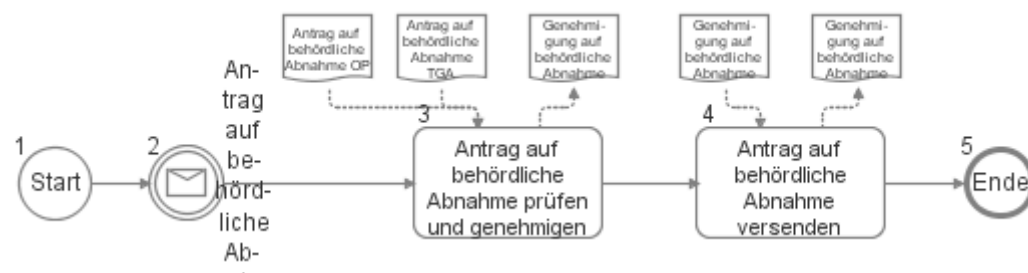 Antrag auf
behördliche
Abnahme OP
Antrag auf
behördliche
Abnahme
TGA
Genehmi-
gung auf
behördliche
Abnahme
Genehmi-
gung auf
behördliche
Abnahme
Genehmi-
gung auf
behördliche
Abnahme
1
Start
2
An-
trag
auf
be-
hörd-
liche
Ab-
3
Antrag auf
behördliche
Abnahme prüfen
und genehmigen
4
Antrag auf
behördliche
Abnahme
versenden
5
Ende